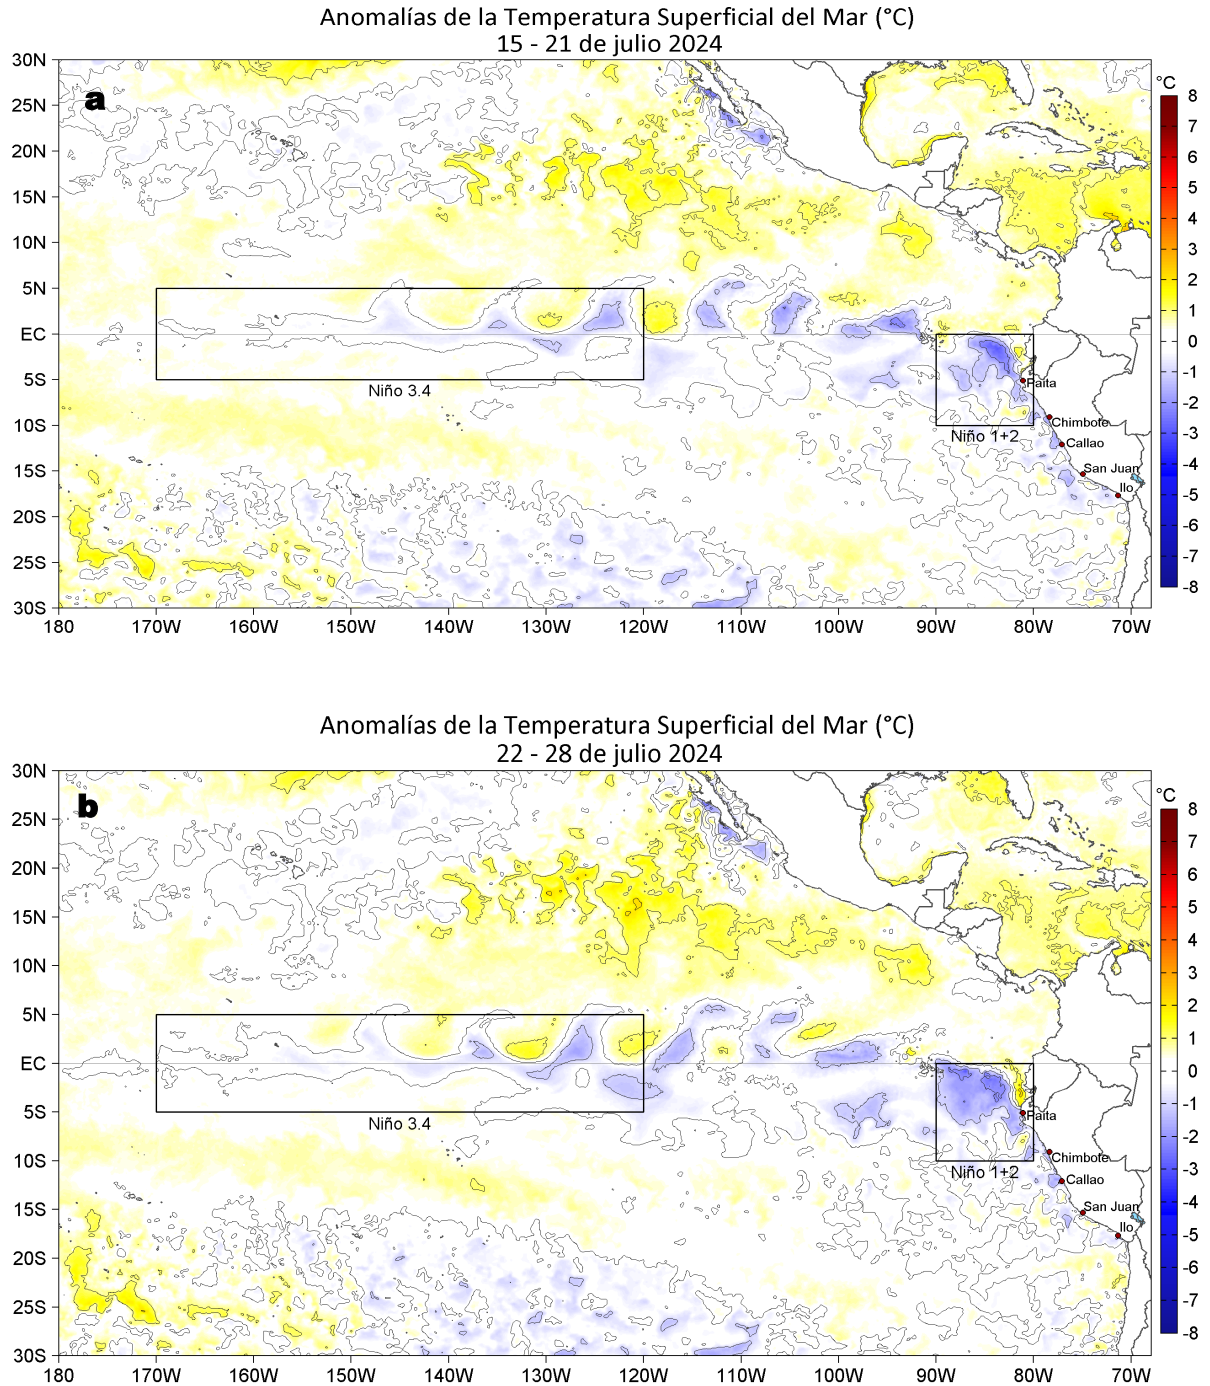 Anomalías de la Temperatura Superficial del Mar (°C)
15 - 21 de julio 2024
a
°C
30N
25N
20N
15N
10N
5N
EC
5S
10S
15S
20S
25S
30S
8
7
6
5
4
3
2
1
0
-1
-2
-3
-4
-5
-6
-7
-8
Niño 3.4
Niño 1+2
Paita
Chimbote
Callao
San Juan
Ilo
180 170W 160W 150W 140W 130W 120W 110W 100W 90W 80W 70W
Anomalías de la Temperatura Superficial del Mar (°C)
22 - 28 de julio 2024
b
°C
30N
25N
20N
15N
10N
5N
EC
5S
10S
15S
20S
25S
30S
8
7
6
5
4
3
2
1
0
-1
-2
-3
-4
-5
-6
-7
-8
Niño 3.4
Niño 1+2
Paita
Chimbote
Callao
San Juan
Ilo
180 170W 160W 150W 140W 130W 120W 110W 100W 90W 80W 70W